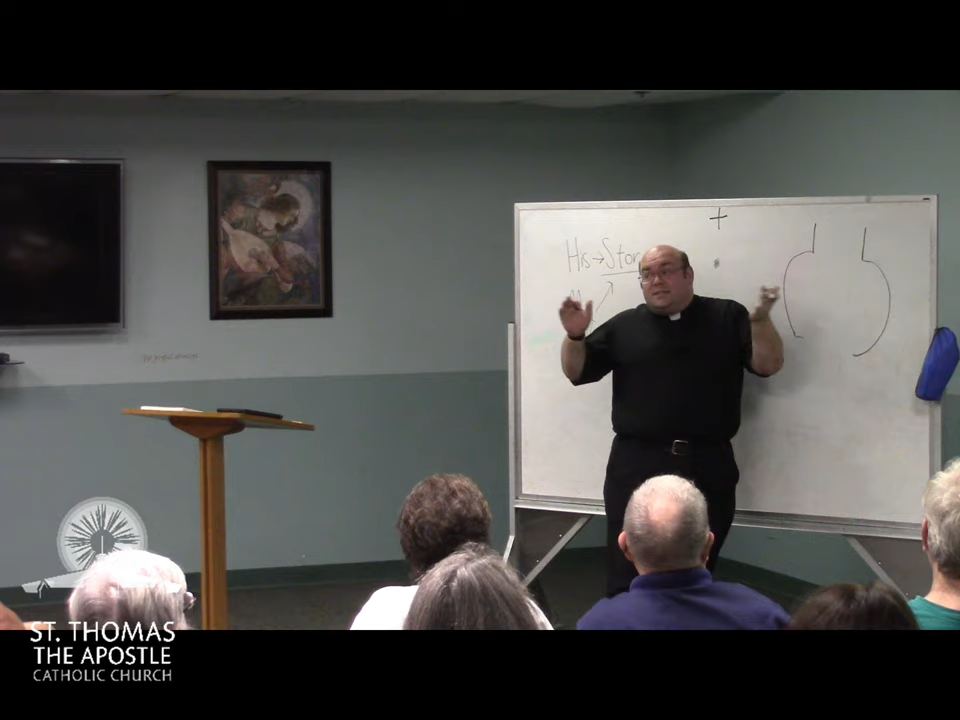 His→Stor
+
ST. THOMAS
THE APOSTLE
CATHOLIC CHURCH